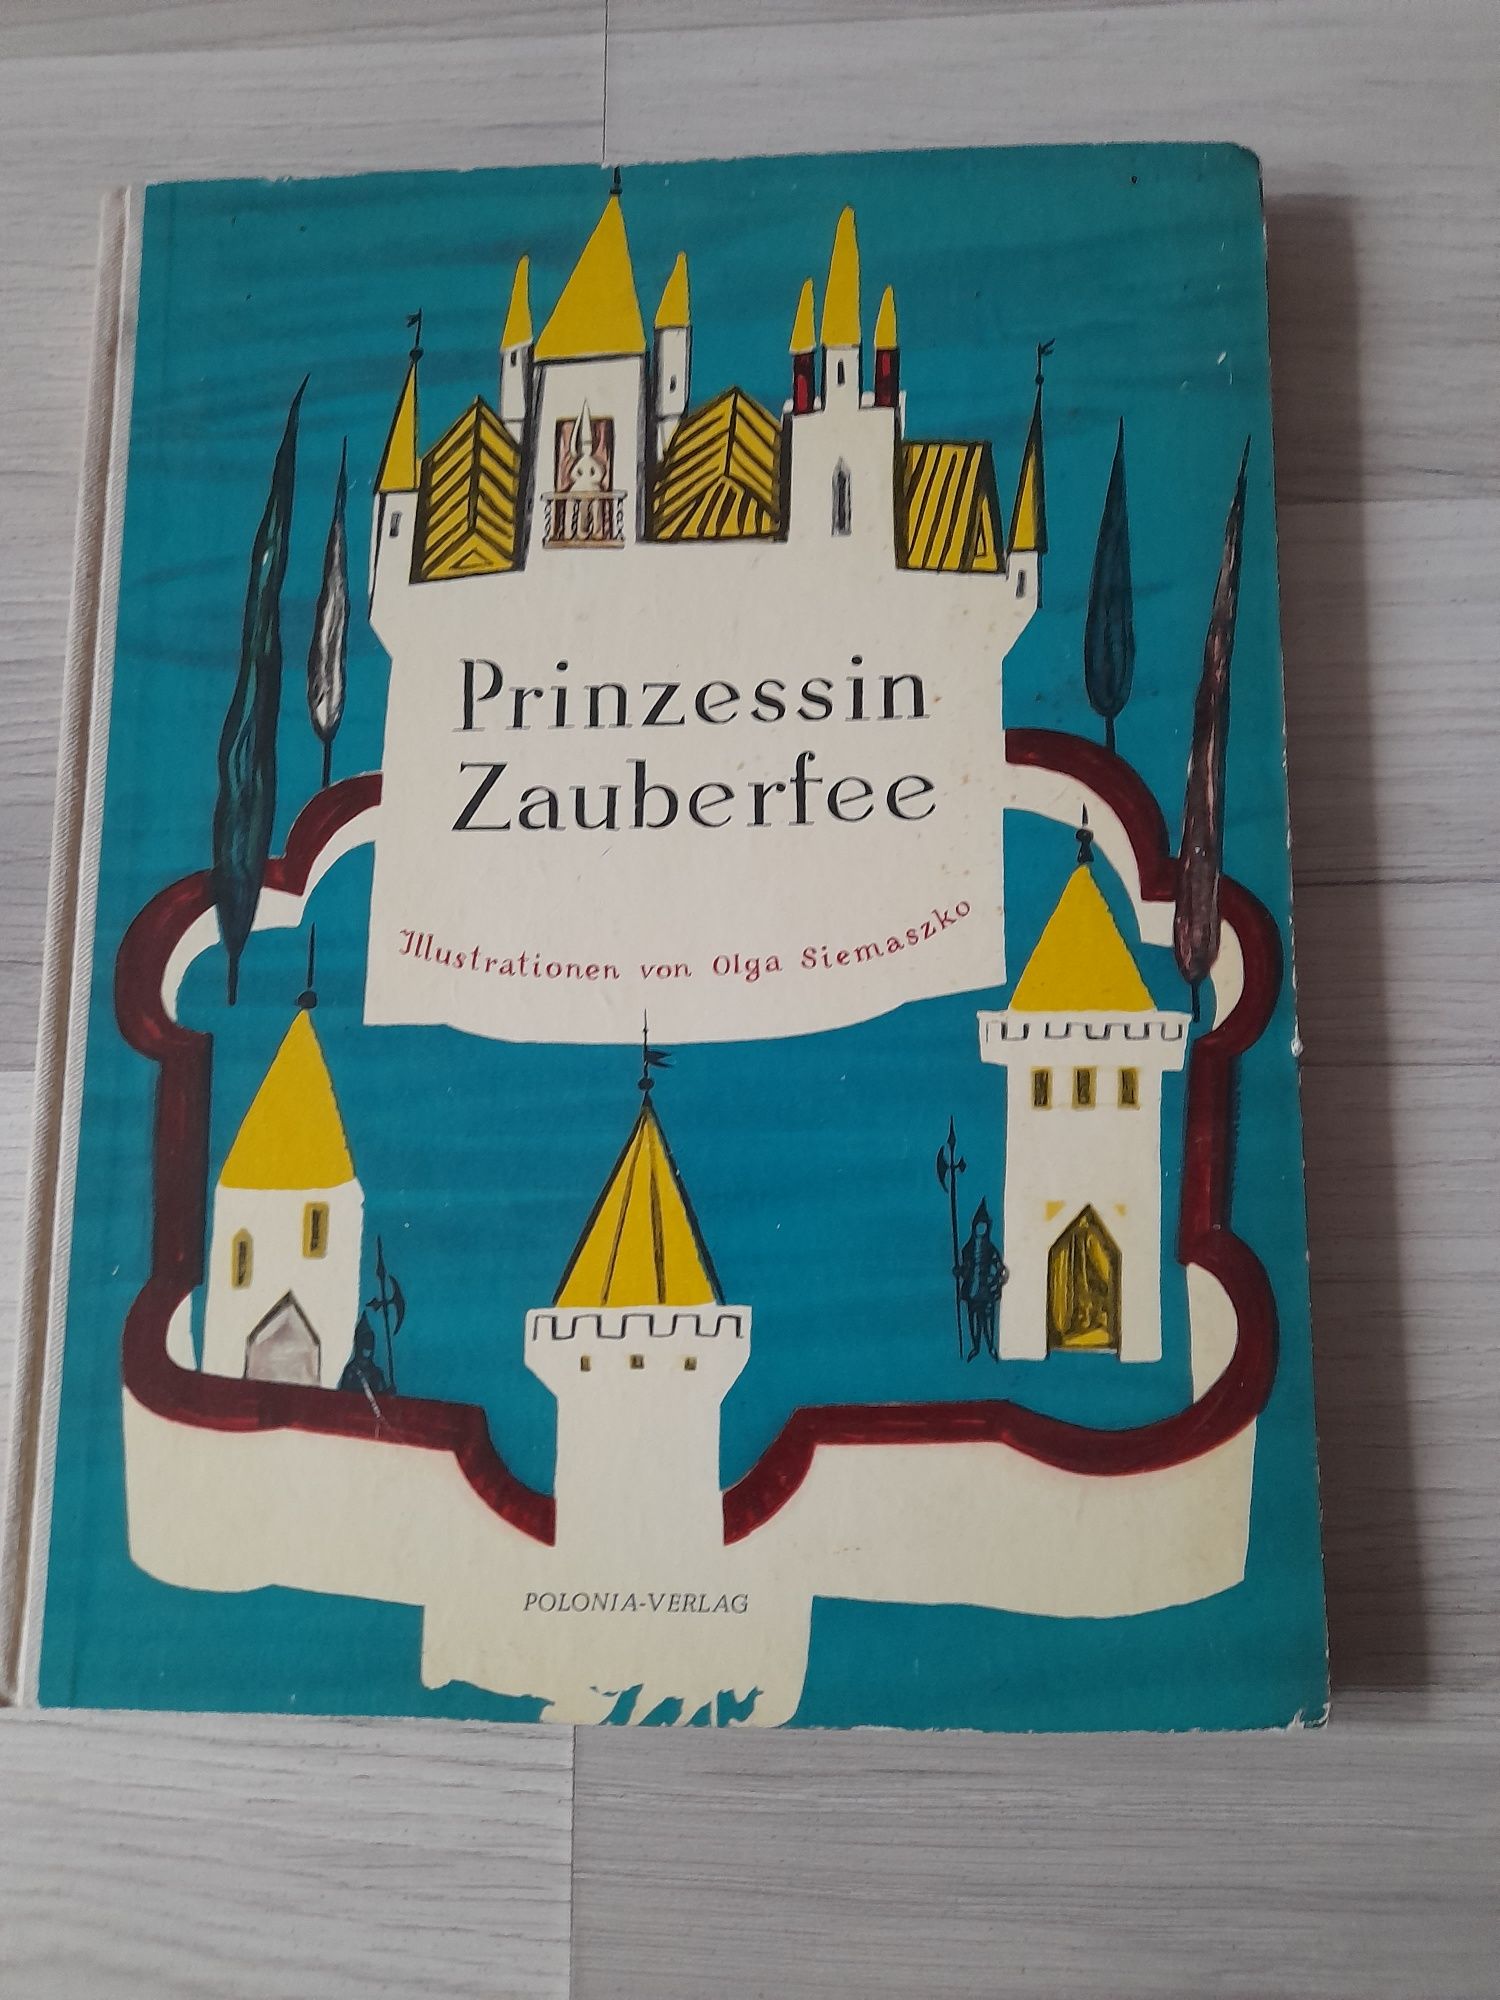 Prinzessin
Zauberfee
Illustrationen von Olga Siemaszko
POLONIA-VERLAG